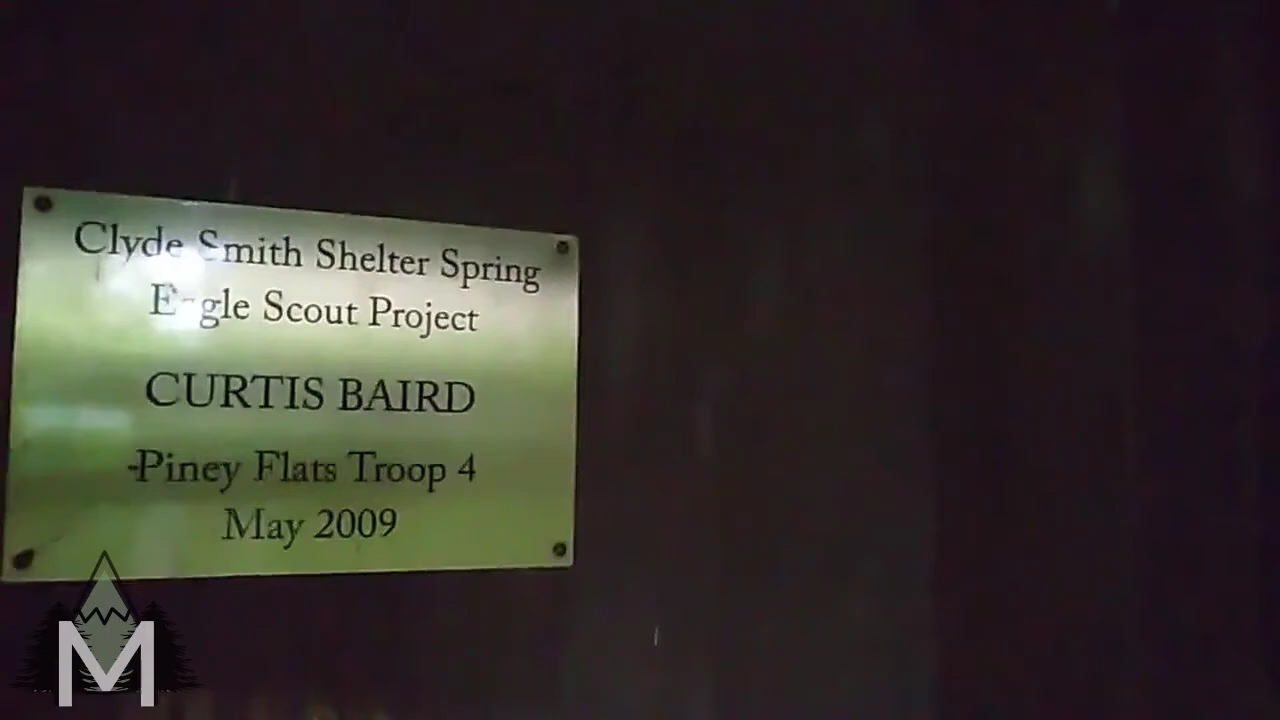 Clyde Smith Shelter Spring
Eagle Scout Project
CURTIS BAIRD
Piney Flats Troop 4
May 2009
M